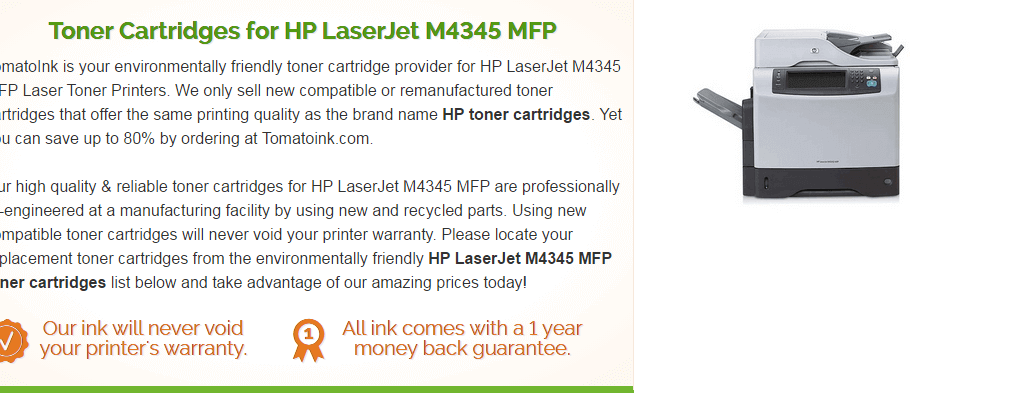 Toner Cartridges for HP LaserJet M4345 MFP
omatoInk is your environmentally friendly toner cartridge provider for HP LaserJet M4345
FP Laser Toner Printers. We only sell new compatible or remanufactured toner
artridges that offer the same printing quality as the brand name HP toner cartridges. Yet
ou can save up to 80% by ordering at Tomatoink.com.
ur high quality & reliable toner cartridges for HP LaserJet M4345 MFP are professionally
-engineered at a manufacturing facility by using new and recycled parts. Using new
ompatible toner cartridges will never void your printer warranty. Please locate your
placement toner cartridges from the environmentally friendly HP LaserJet M4345 MFP
ner cartridges list below and take advantage of our amazing prices today!
Our ink will never void
your printer's warranty.
1
All ink comes with a 1 year
money back guarantee.